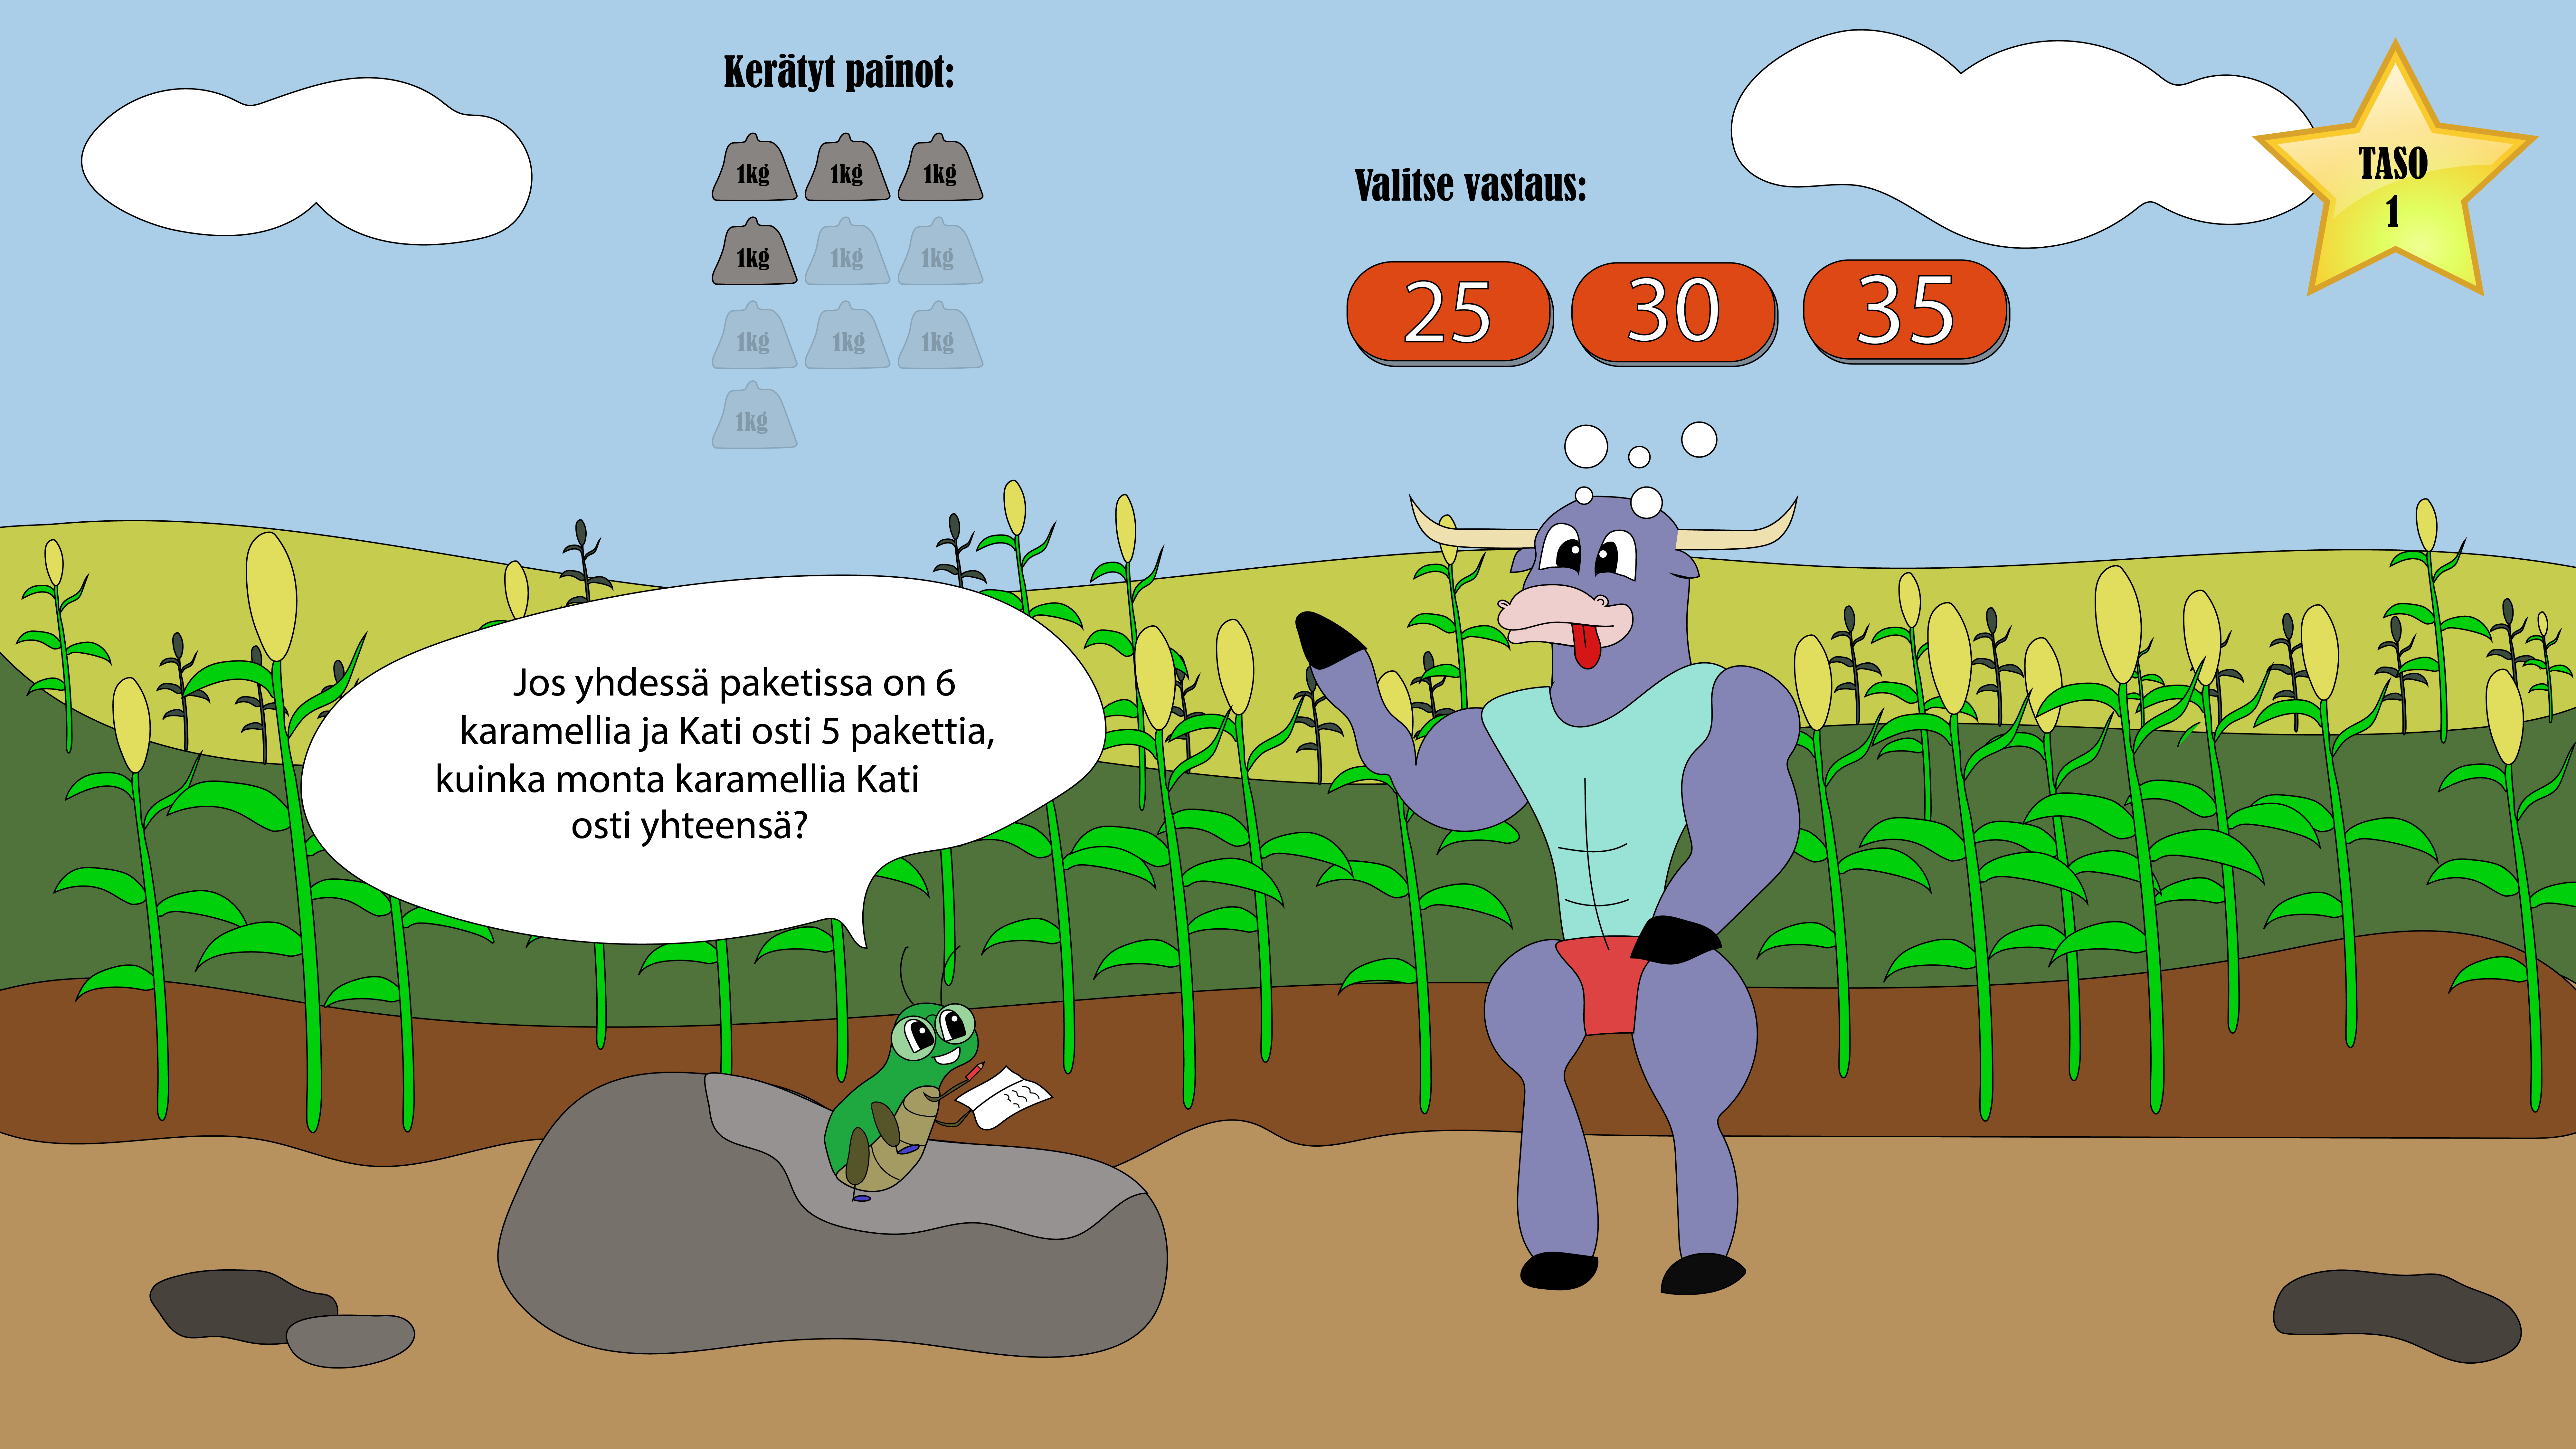 Kerätyt painot:
1kg 1kg 1kg
1kg 1kg 1kg
1kg 1kg 1kg
1kg
Valitse vastaus:
25 30 35
TASO
1
Jos yhdessä paketissa on 6
karamellia ja Kati osti 5 pakettia,
kuinka monta karamellia Kati
osti yhteensä?